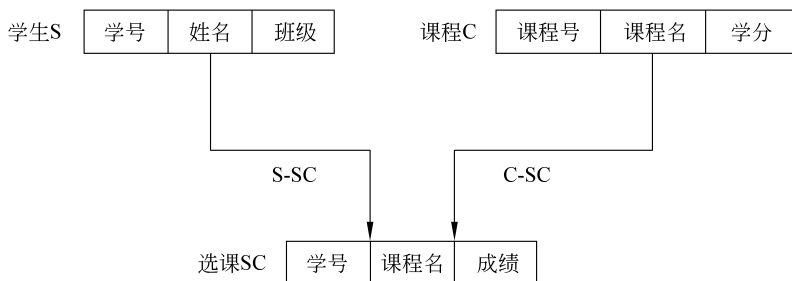 学生S 学号 姓名 班级 课程C 课程号 课程名 学分
S-SC C-SC
选课SC 学号 课程名 成绩